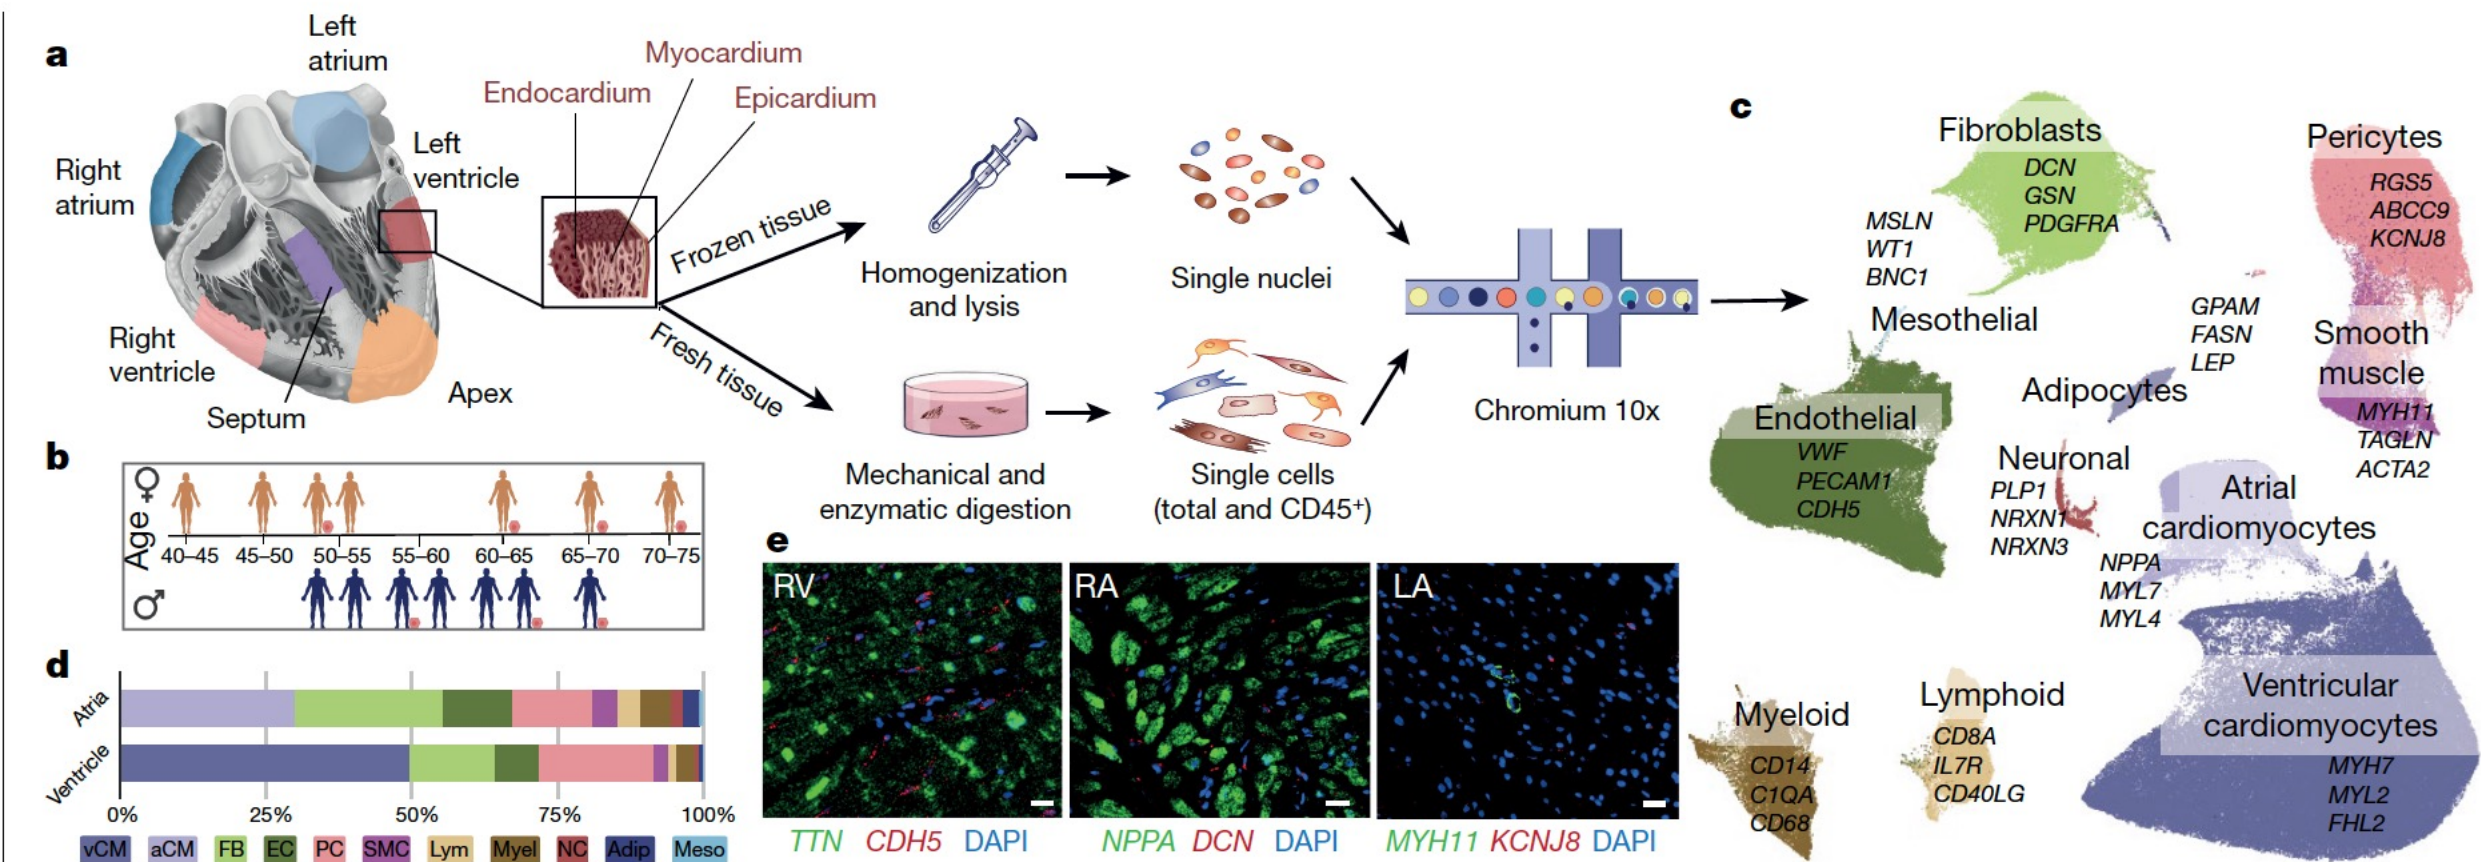 a
Left
atrium
Right
atrium
Left
ventricle
Right
ventricle
Septum
Apex
Endocardium
Myocardium
Epicardium
Frozen tissue
Fresh tissue
Homogenization
and lysis
Single nuclei
Mechanical and
enzymatic digestion
Single cells
(total and CD45⁺)
Chromium 10x
b
♀
Age
40–45 45–50 50–55 55–60 60–65 65–70 70–75
♂
c
Fibroblasts
DCN
GSN
PDGFRA
Pericytes
RGS5
ABCC9
KCNJ8
MSLN
WT1
BNC1
Mesothelial
GPAM
FASN
LEP
Adipocytes
Smooth
muscle
MYH11
TAGLN
ACTA2
Endothelial
VWF
PECAM1
CDH5
Neuronal
PLP1
NRXN1
NRXN3
Atrial
cardiomyocytes
NPPA
MYL7
MYL4
Ventricular
cardiomyocytes
MYH7
MYL2
FHL2
Myeloid
CD14
C1QA
CD68
Lymphoid
CD8A
IL7R
CD40LG
d
Atria
Ventricle
0% 25% 50% 75% 100%
vCM aCM FB EC PC SMC Lym Myel NC Adip Meso
e
RV RA LA
TTN CDH5 DAPI
NPPA DCN DAPI
MYH11 KCNJ8 DAPI